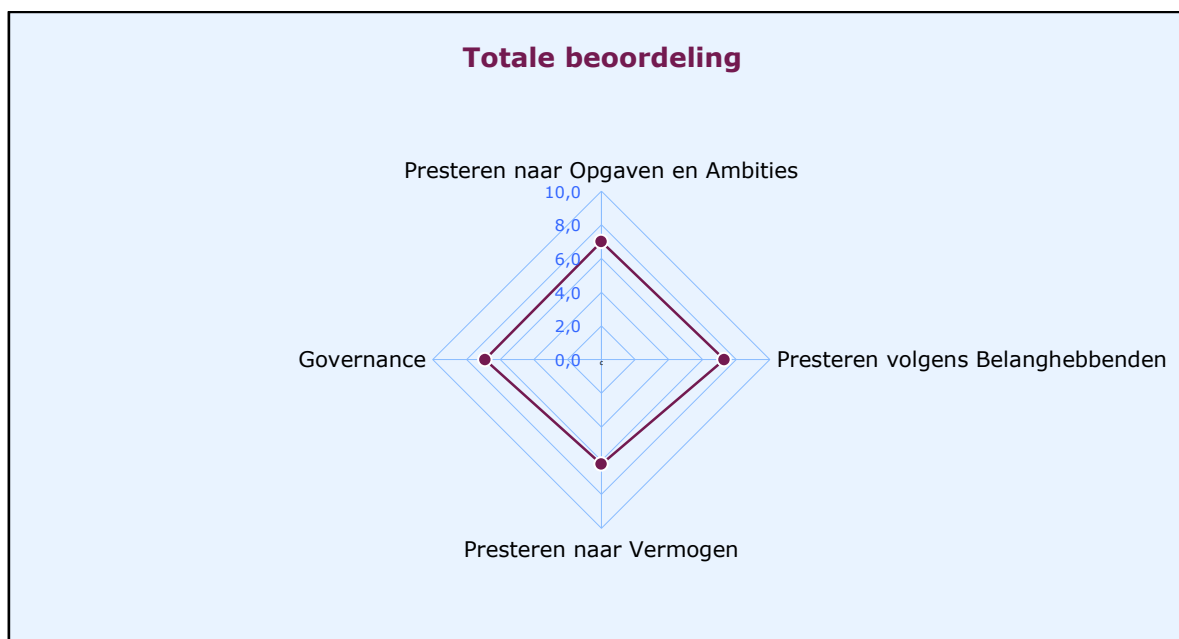 Totale beoordeling
Presteren naar Opgaven en Ambities
10,0
8,0
6,0
4,0
2,0
Governance
0,0
c
Presteren volgens Belanghebbenden
Presteren naar Vermogen